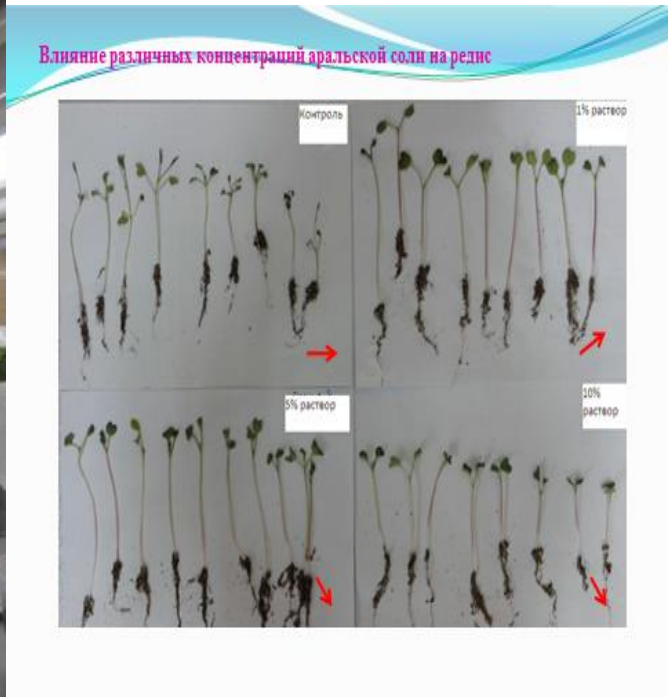 Влияние различных концентраций аральской соли на редис
Контроль
1% раствор
5% раствор
10%
раствор